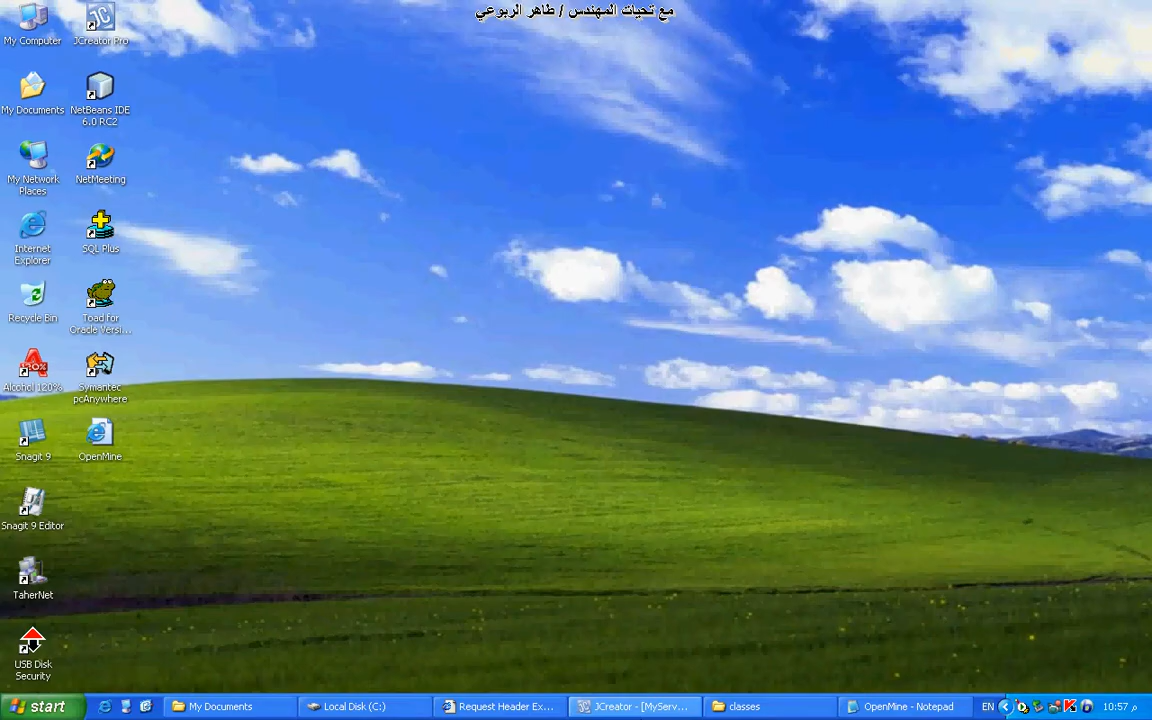 مع تحيات المهندس / طاهر الربوعي
My Computer
JCreator Pro
My Documents
NetBeans IDE
6.0 RC2
My Network
Places
NetMeeting
Internet
Explorer
SQL Plus
Recycle Bin
Toad for
Oracle Versi...
Alcohol 120%
Symantec
pcAnywhere
Snagit 9
OpenMine
Snagit 9 Editor
TaherNet
USB Disk
Security
start
My Documents
Local Disk (C:)
Request Header Ex...
JCreator - [MyServ...
classes
OpenMine - Notepad
EN
10:57 م